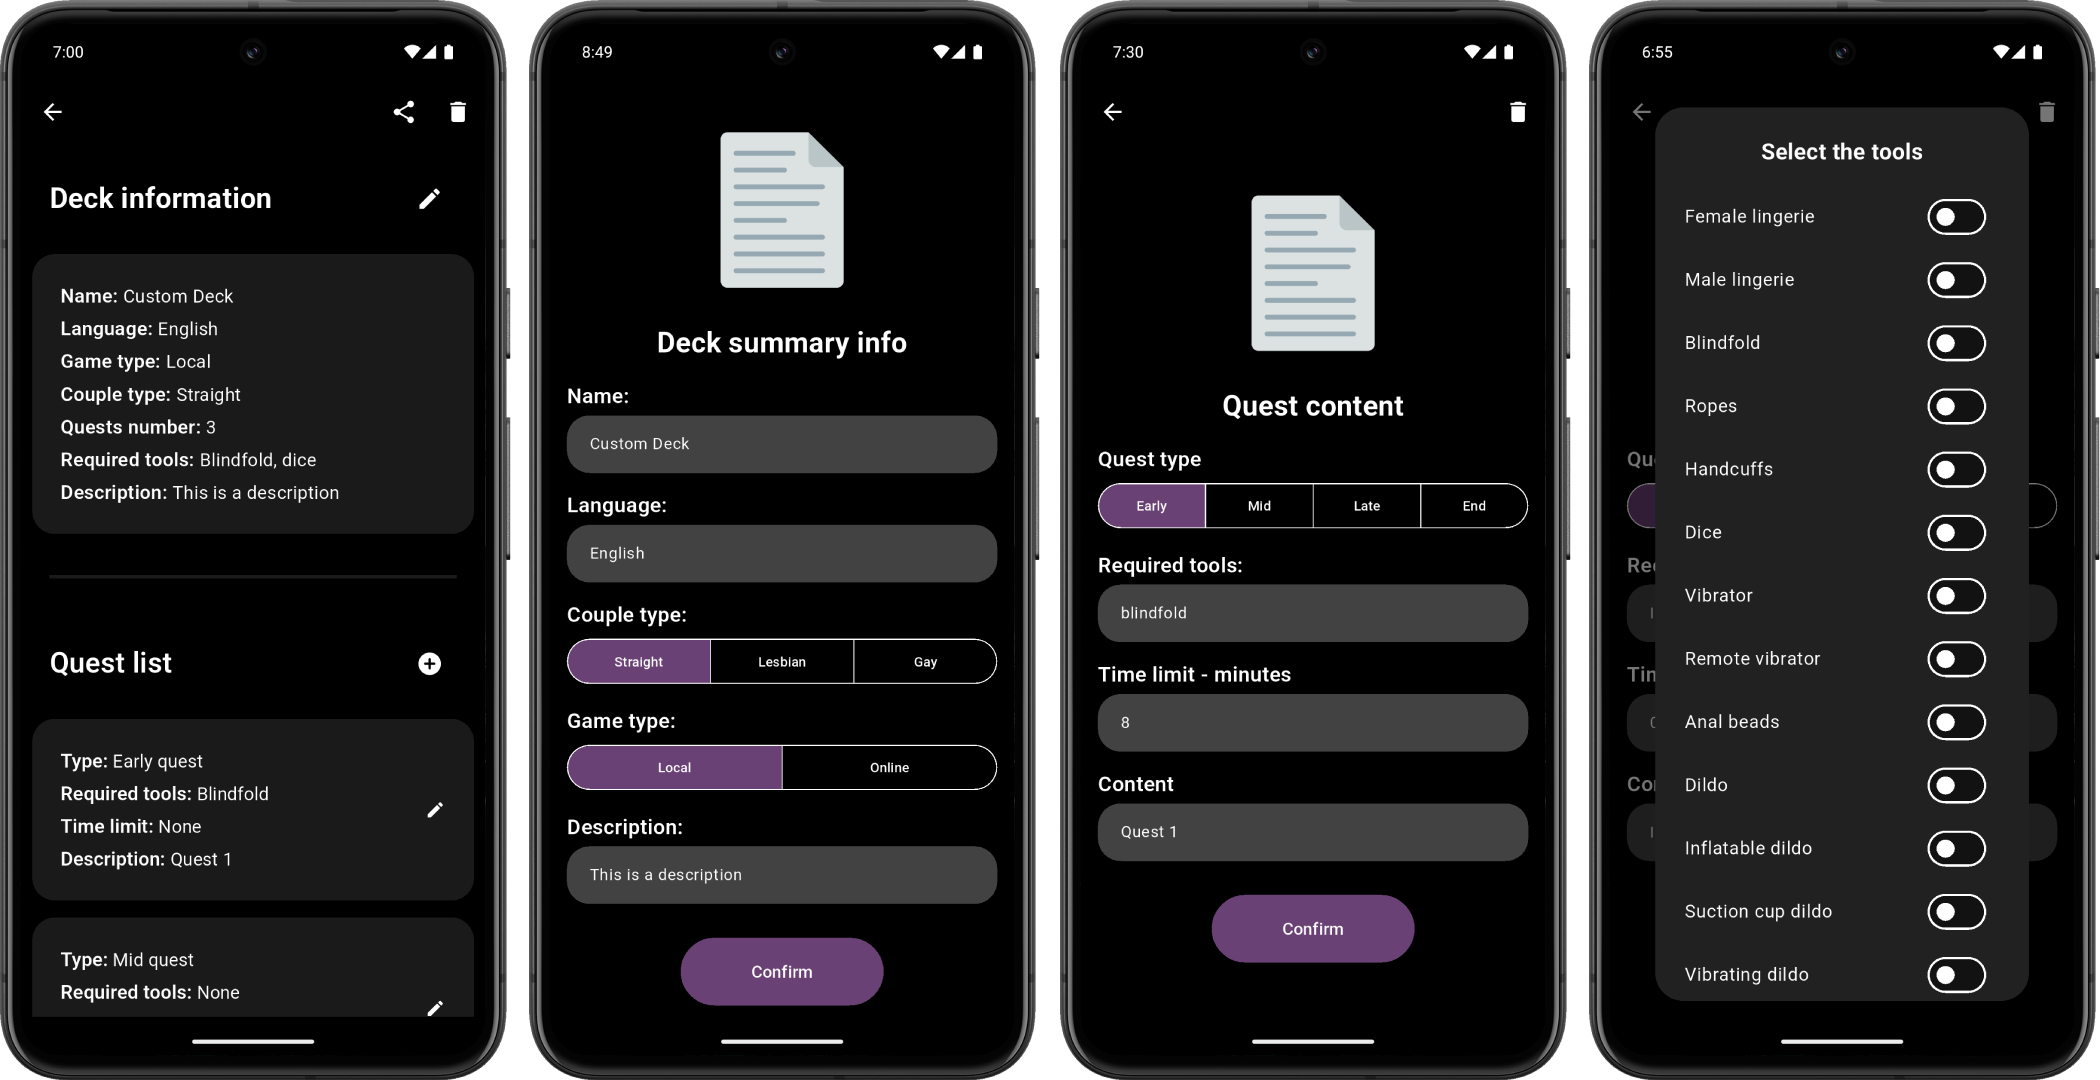 7:00
Deck information
Name: Custom Deck
Language: English
Game type: Local
Couple type: Straight
Quests number: 3
Required tools: Blindfold, dice
Description: This is a description
Quest list
Type: Early quest
Required tools: Blindfold
Time limit: None
Description: Quest 1
Type: Mid quest
Required tools: None
8:49
Deck summary info
Name:
Custom Deck
Language:
English
Couple type:
Straight Lesbian Gay
Game type:
Local Online
Description:
This is a description
Confirm
7:30
Quest content
Quest type
Early Mid Late End
Required tools:
blindfold
Time limit - minutes
8
Content
Quest 1
Confirm
6:55
Select the tools
Female lingerie
Male lingerie
Blindfold
Ropes
Handcuffs
Dice
Vibrator
Remote vibrator
Anal beads
Dildo
Inflatable dildo
Suction cup dildo
Vibrating dildo